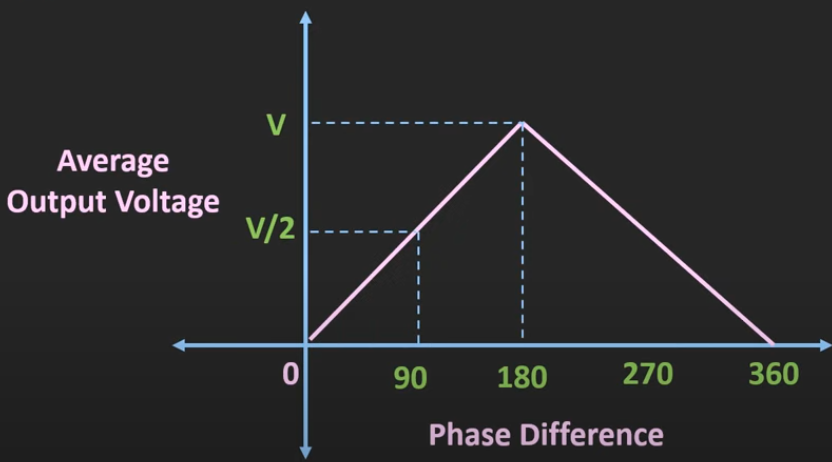 V
Average
Output Voltage
V/2
0
90
180
270
360
Phase Difference